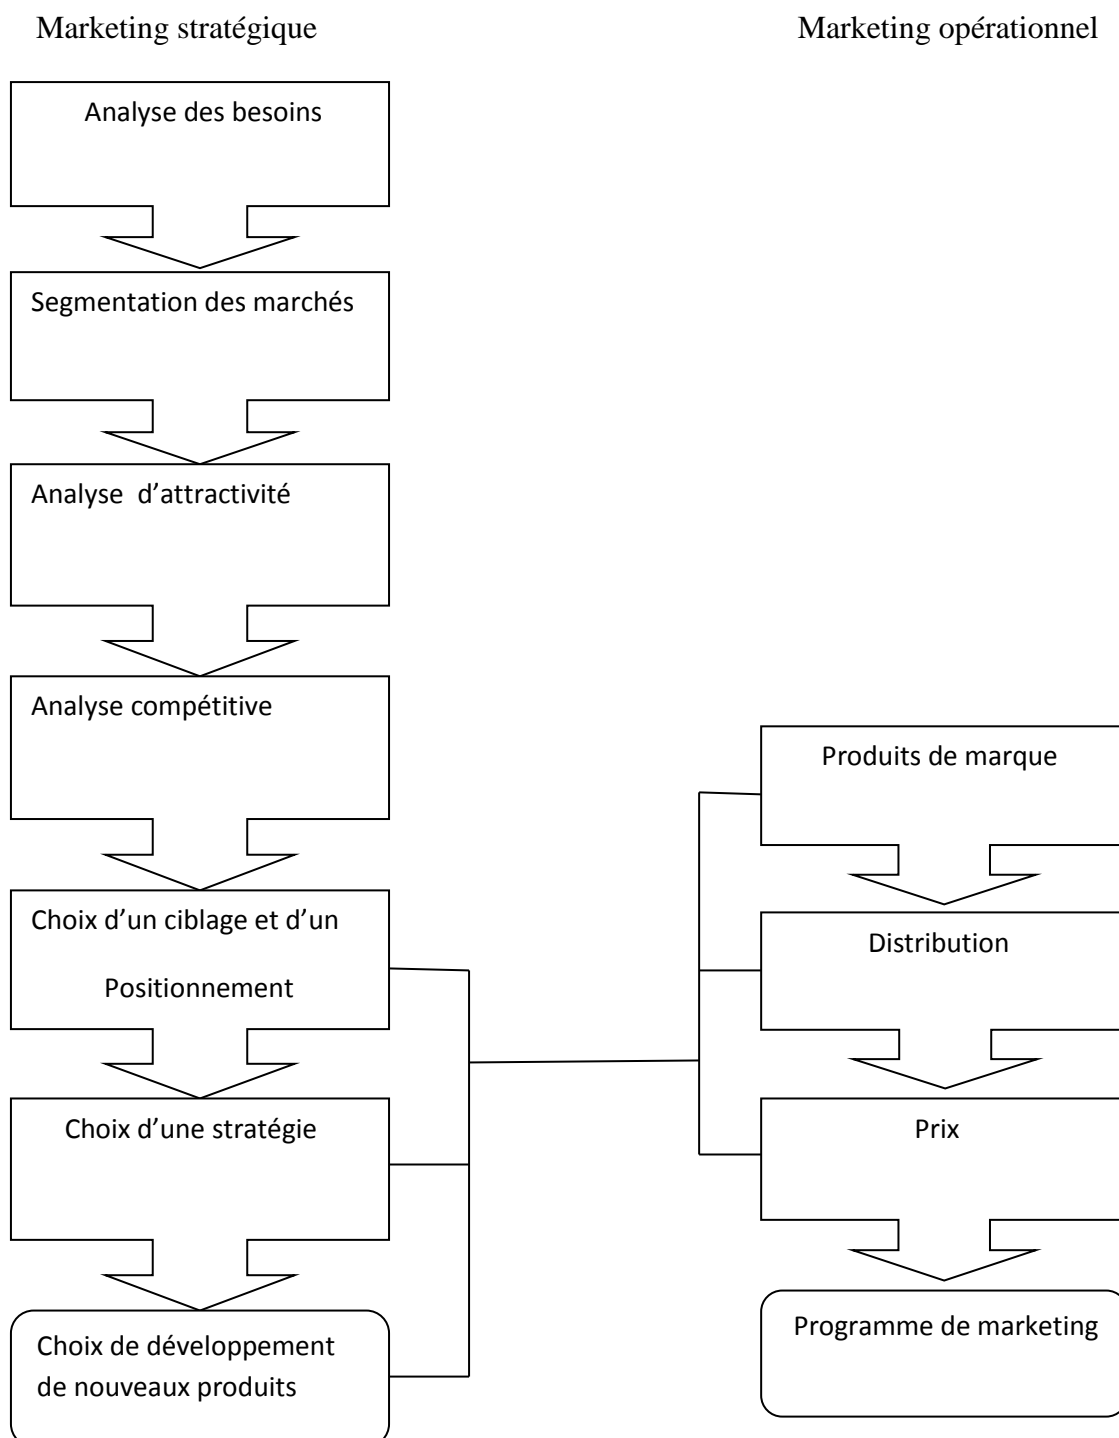 Marketing stratégique
Marketing opérationnel
Analyse des besoins
Segmentation des marchés
Analyse d’attractivité
Analyse compétitive
Choix d’un ciblage et d’un
Positionnement
Choix d’une stratégie
Choix de développement
de nouveaux produits
Produits de marque
Distribution
Prix
Programme de marketing